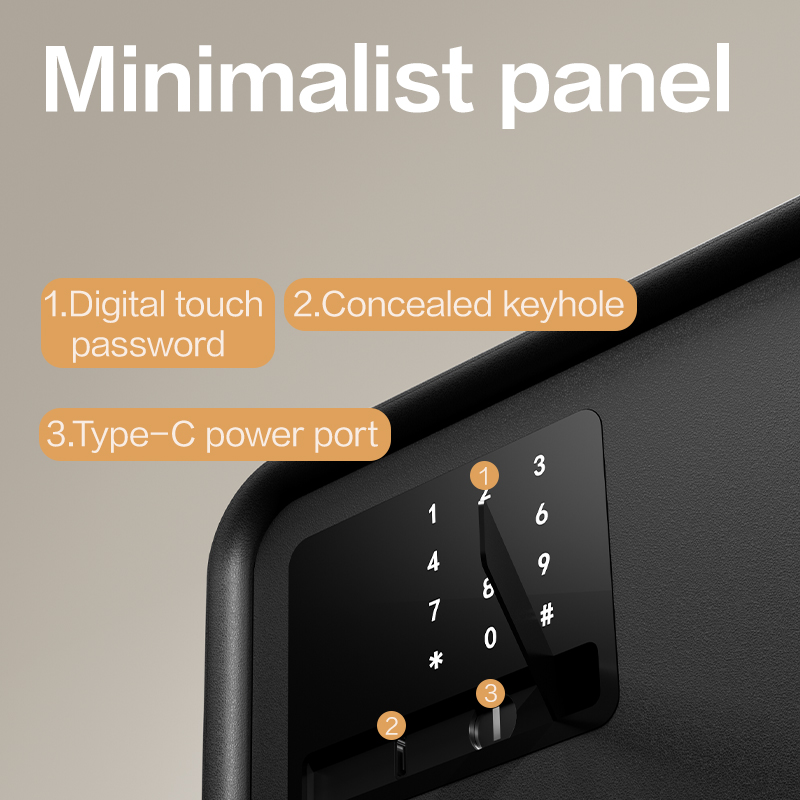 Minimalist panel
1.Digital touch
password
2.Concealed keyhole
3.Type-C power port
1
1 2 3
4 6
7 8 9
* 0 #
2
3